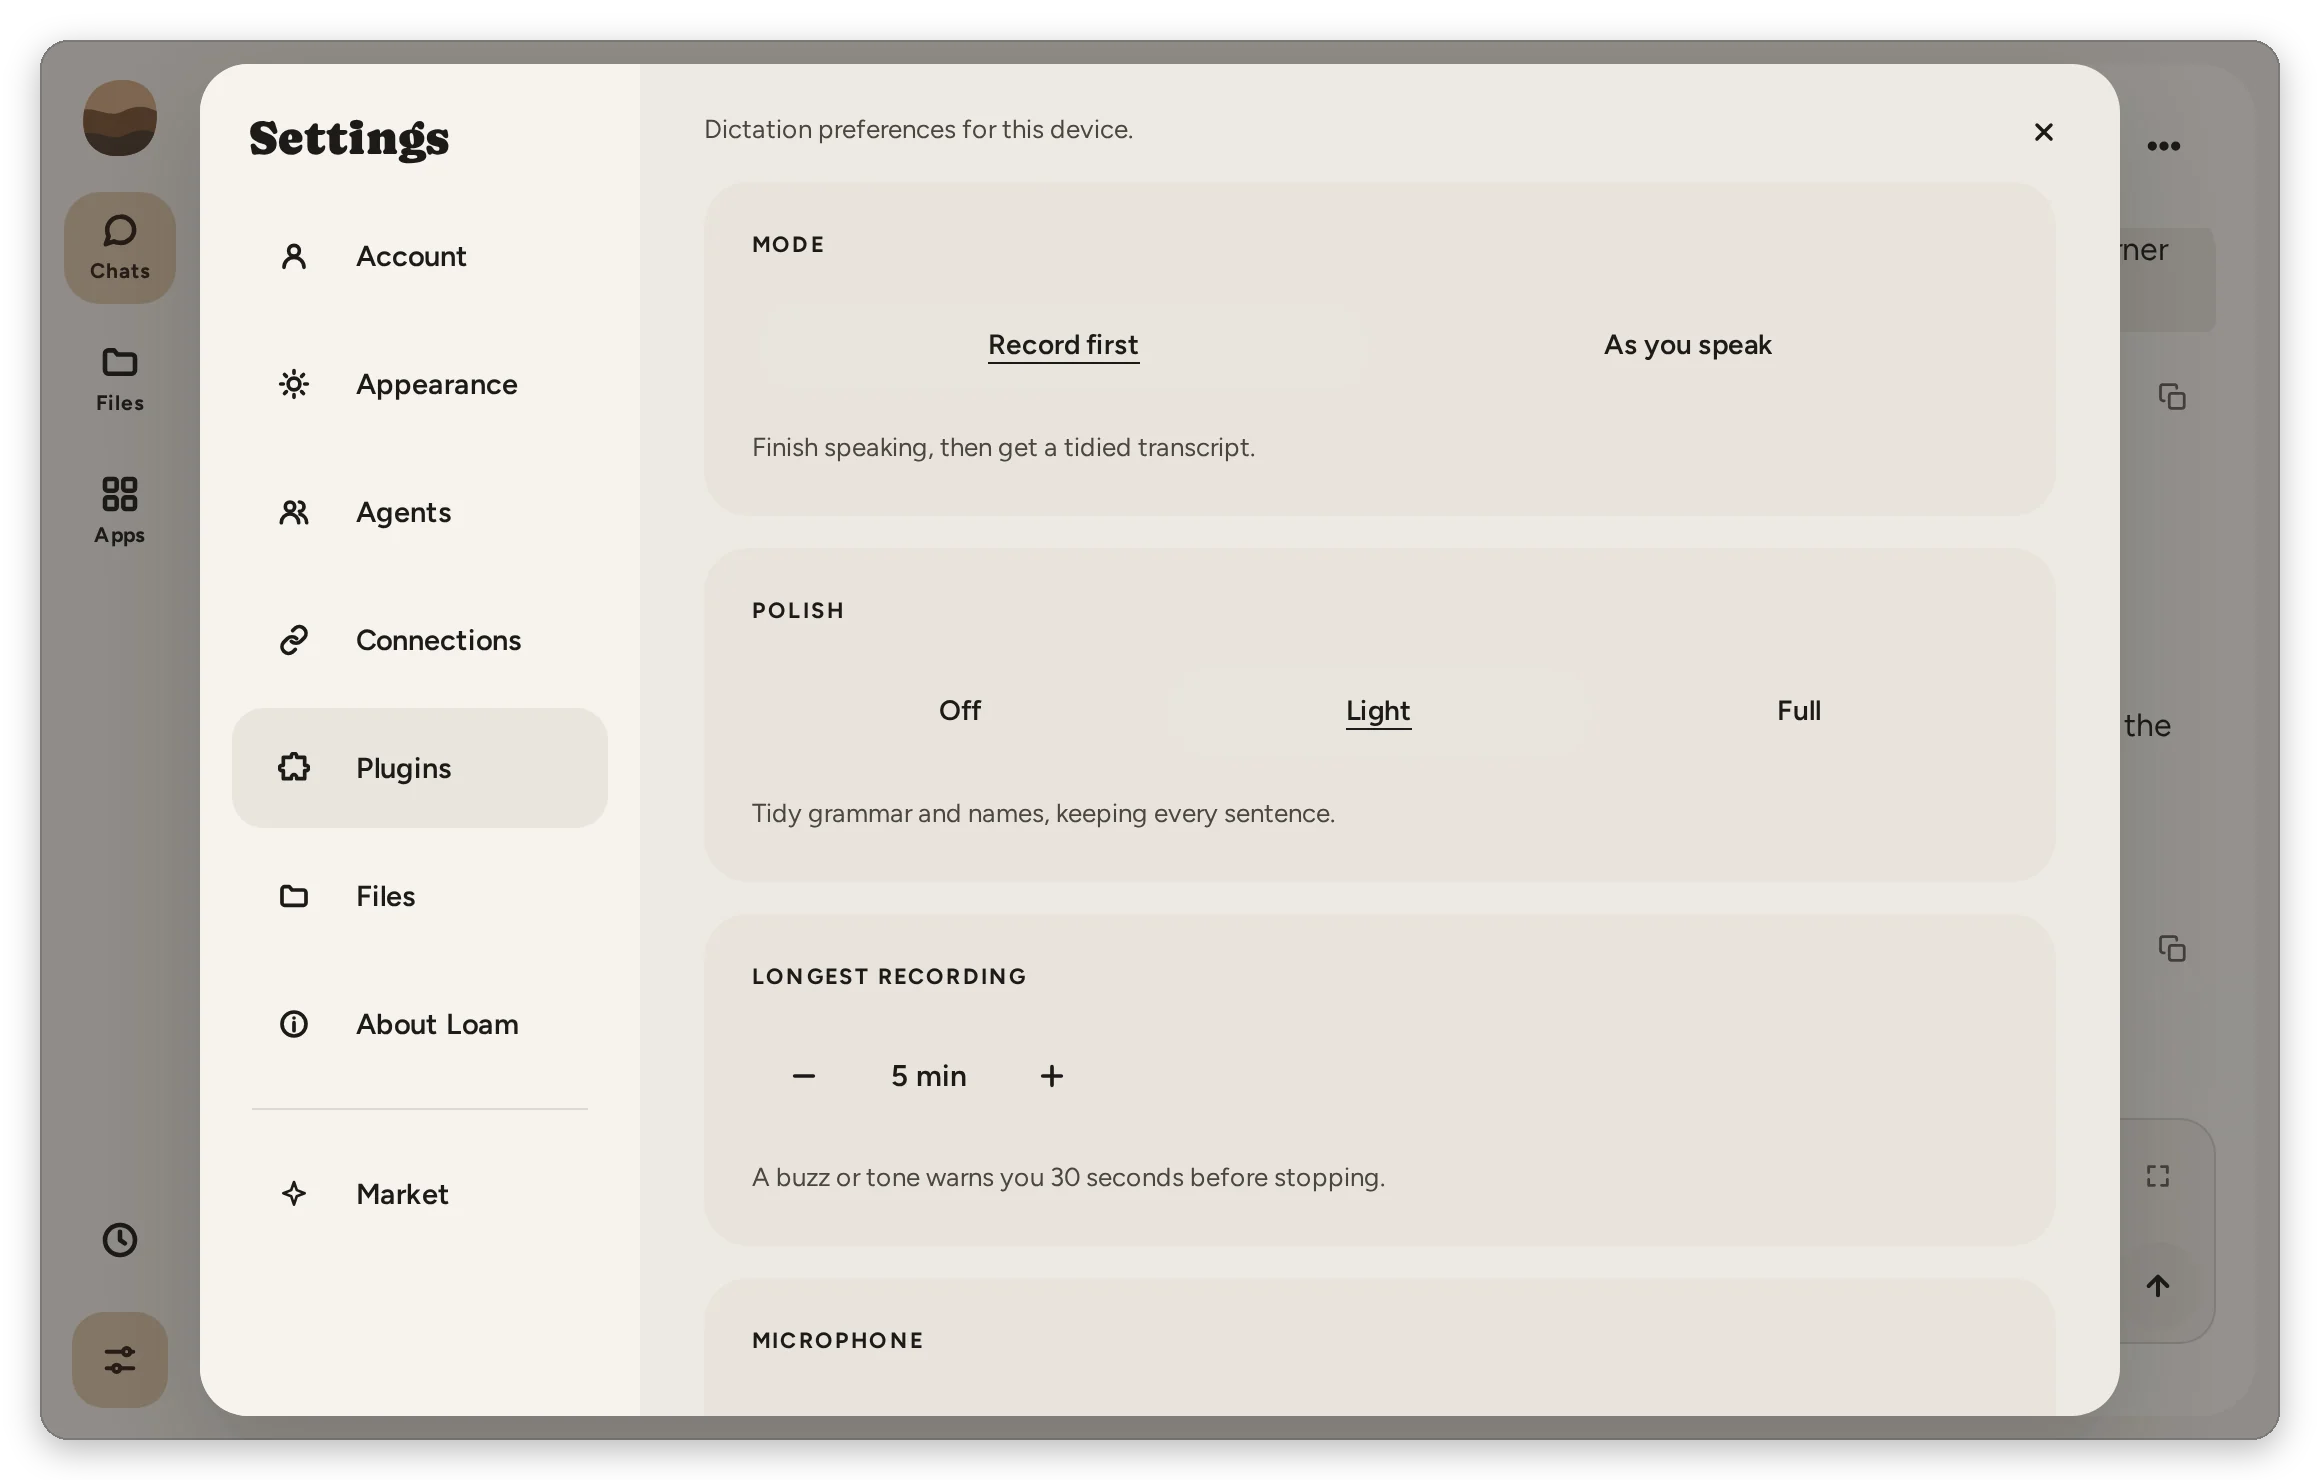 Settings
Account
Appearance
Agents
Connections
Plugins
Files
About Loam
Market
Chats
Files
Apps
Dictation preferences for this device.
MODE
Record first
As you speak
Finish speaking, then get a tidied transcript.
POLISH
Off
Light
Full
Tidy grammar and names, keeping every sentence.
LONGEST RECORDING
5 min
A buzz or tone warns you 30 seconds before stopping.
MICROPHONE
the